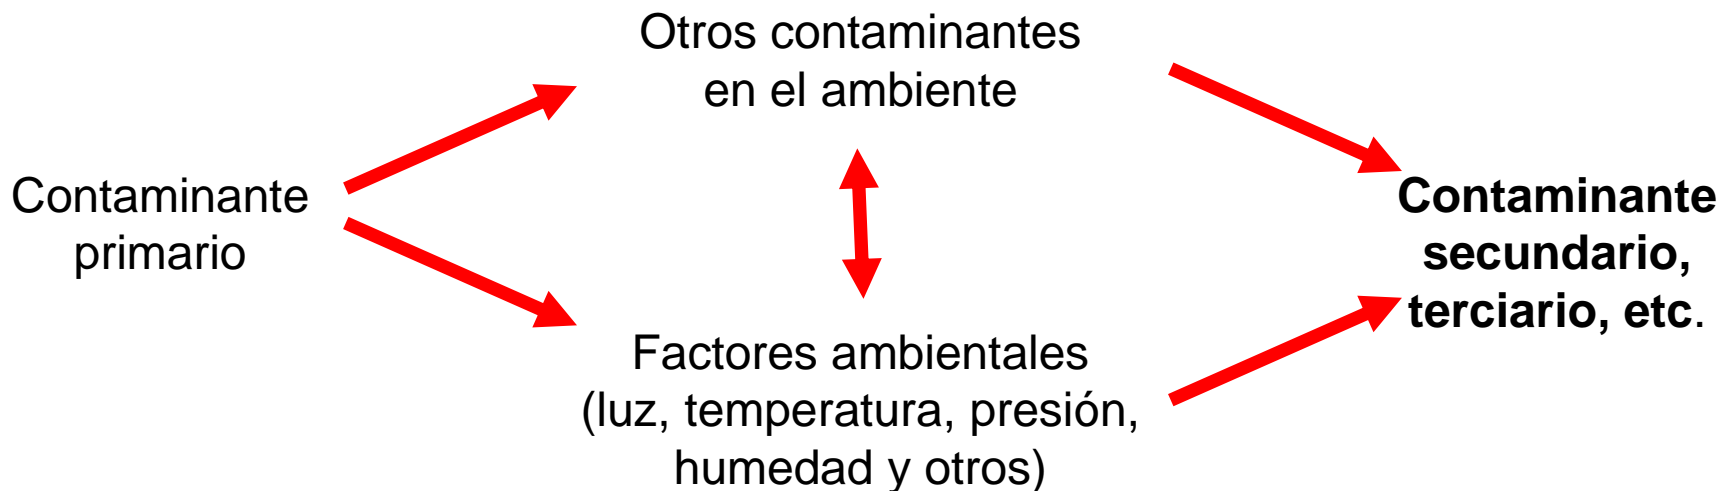 Otros contaminantes
en el ambiente
Contaminante
primario
Contaminante
secundario,
terciario, etc.
Factores ambientales
(luz, temperatura, presión,
humedad y otros)